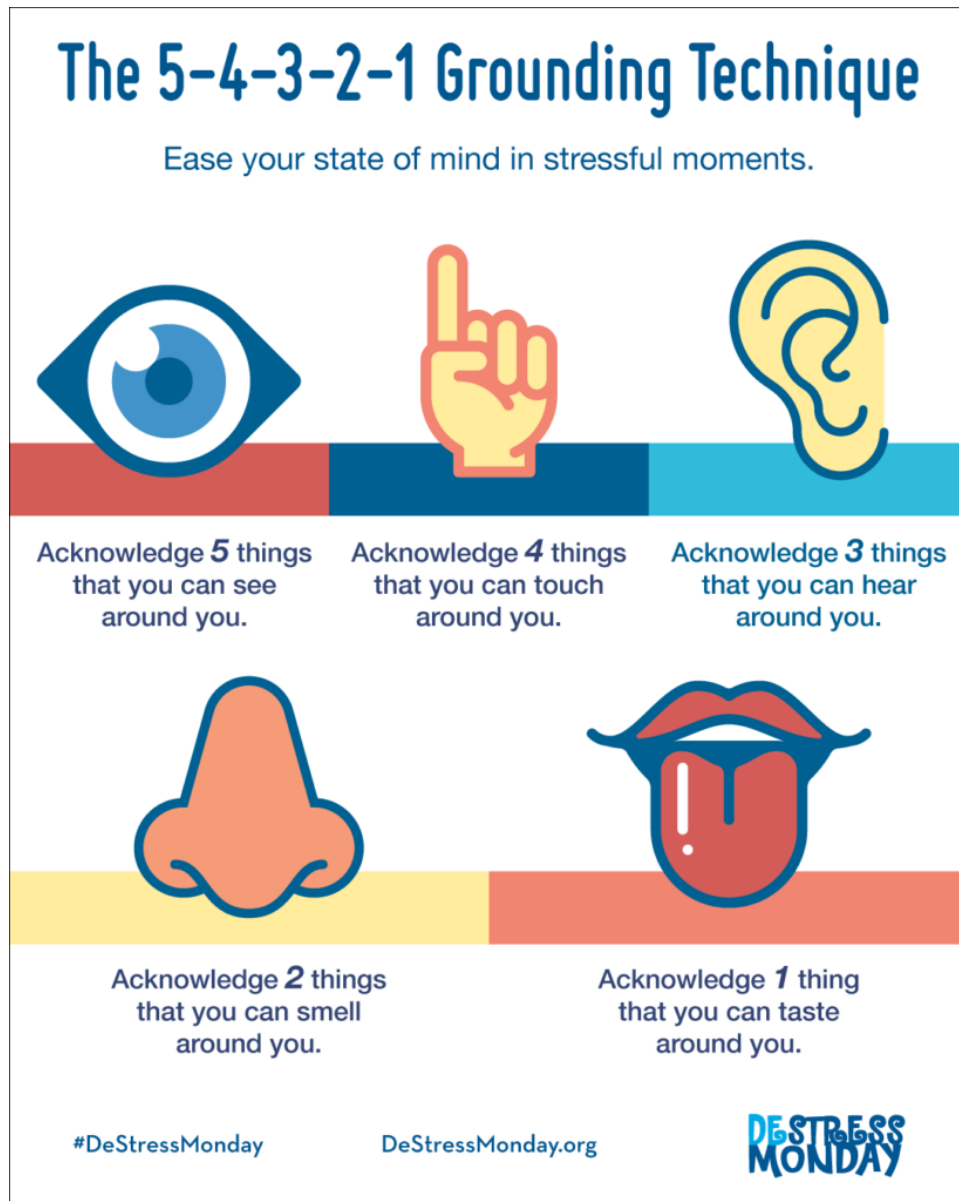 The 5-4-3-2-1 Grounding Technique
Ease your state of mind in stressful moments.
Acknowledge 5 things
that you can see
around you.
Acknowledge 4 things
that you can touch
around you.
Acknowledge 3 things
that you can hear
around you.
Acknowledge 2 things
that you can smell
around you.
Acknowledge 1 thing
that you can taste
around you.
#DeStressMonday
DeStressMonday.org
DESTRESS
MONDAY